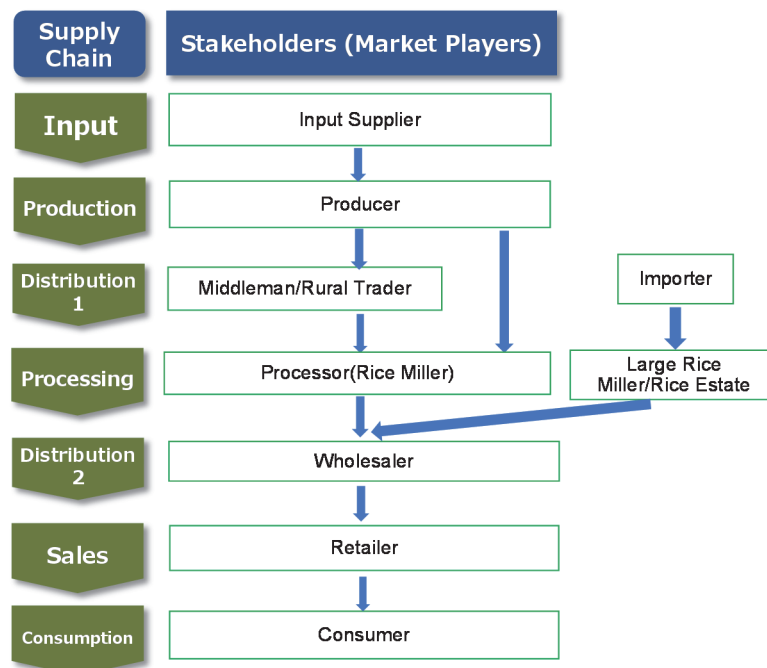 Supply
Chain
Stakeholders (Market Players)
Input
Input Supplier
Production
Producer
Distribution
1
Middleman/Rural Trader
Importer
Processing
Processor(Rice Miller)
Large Rice
Miller/Rice Estate
Distribution
2
Wholesaler
Sales
Retailer
Consumption
Consumer